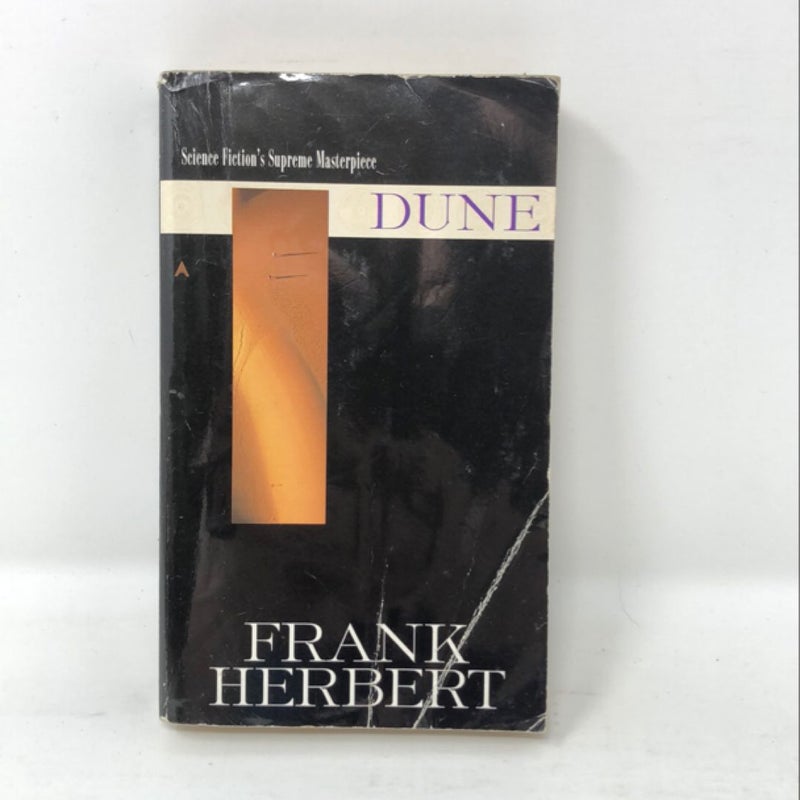 Science Fiction's Supreme Masterpiece
DUNE
FRANK
HERBERT